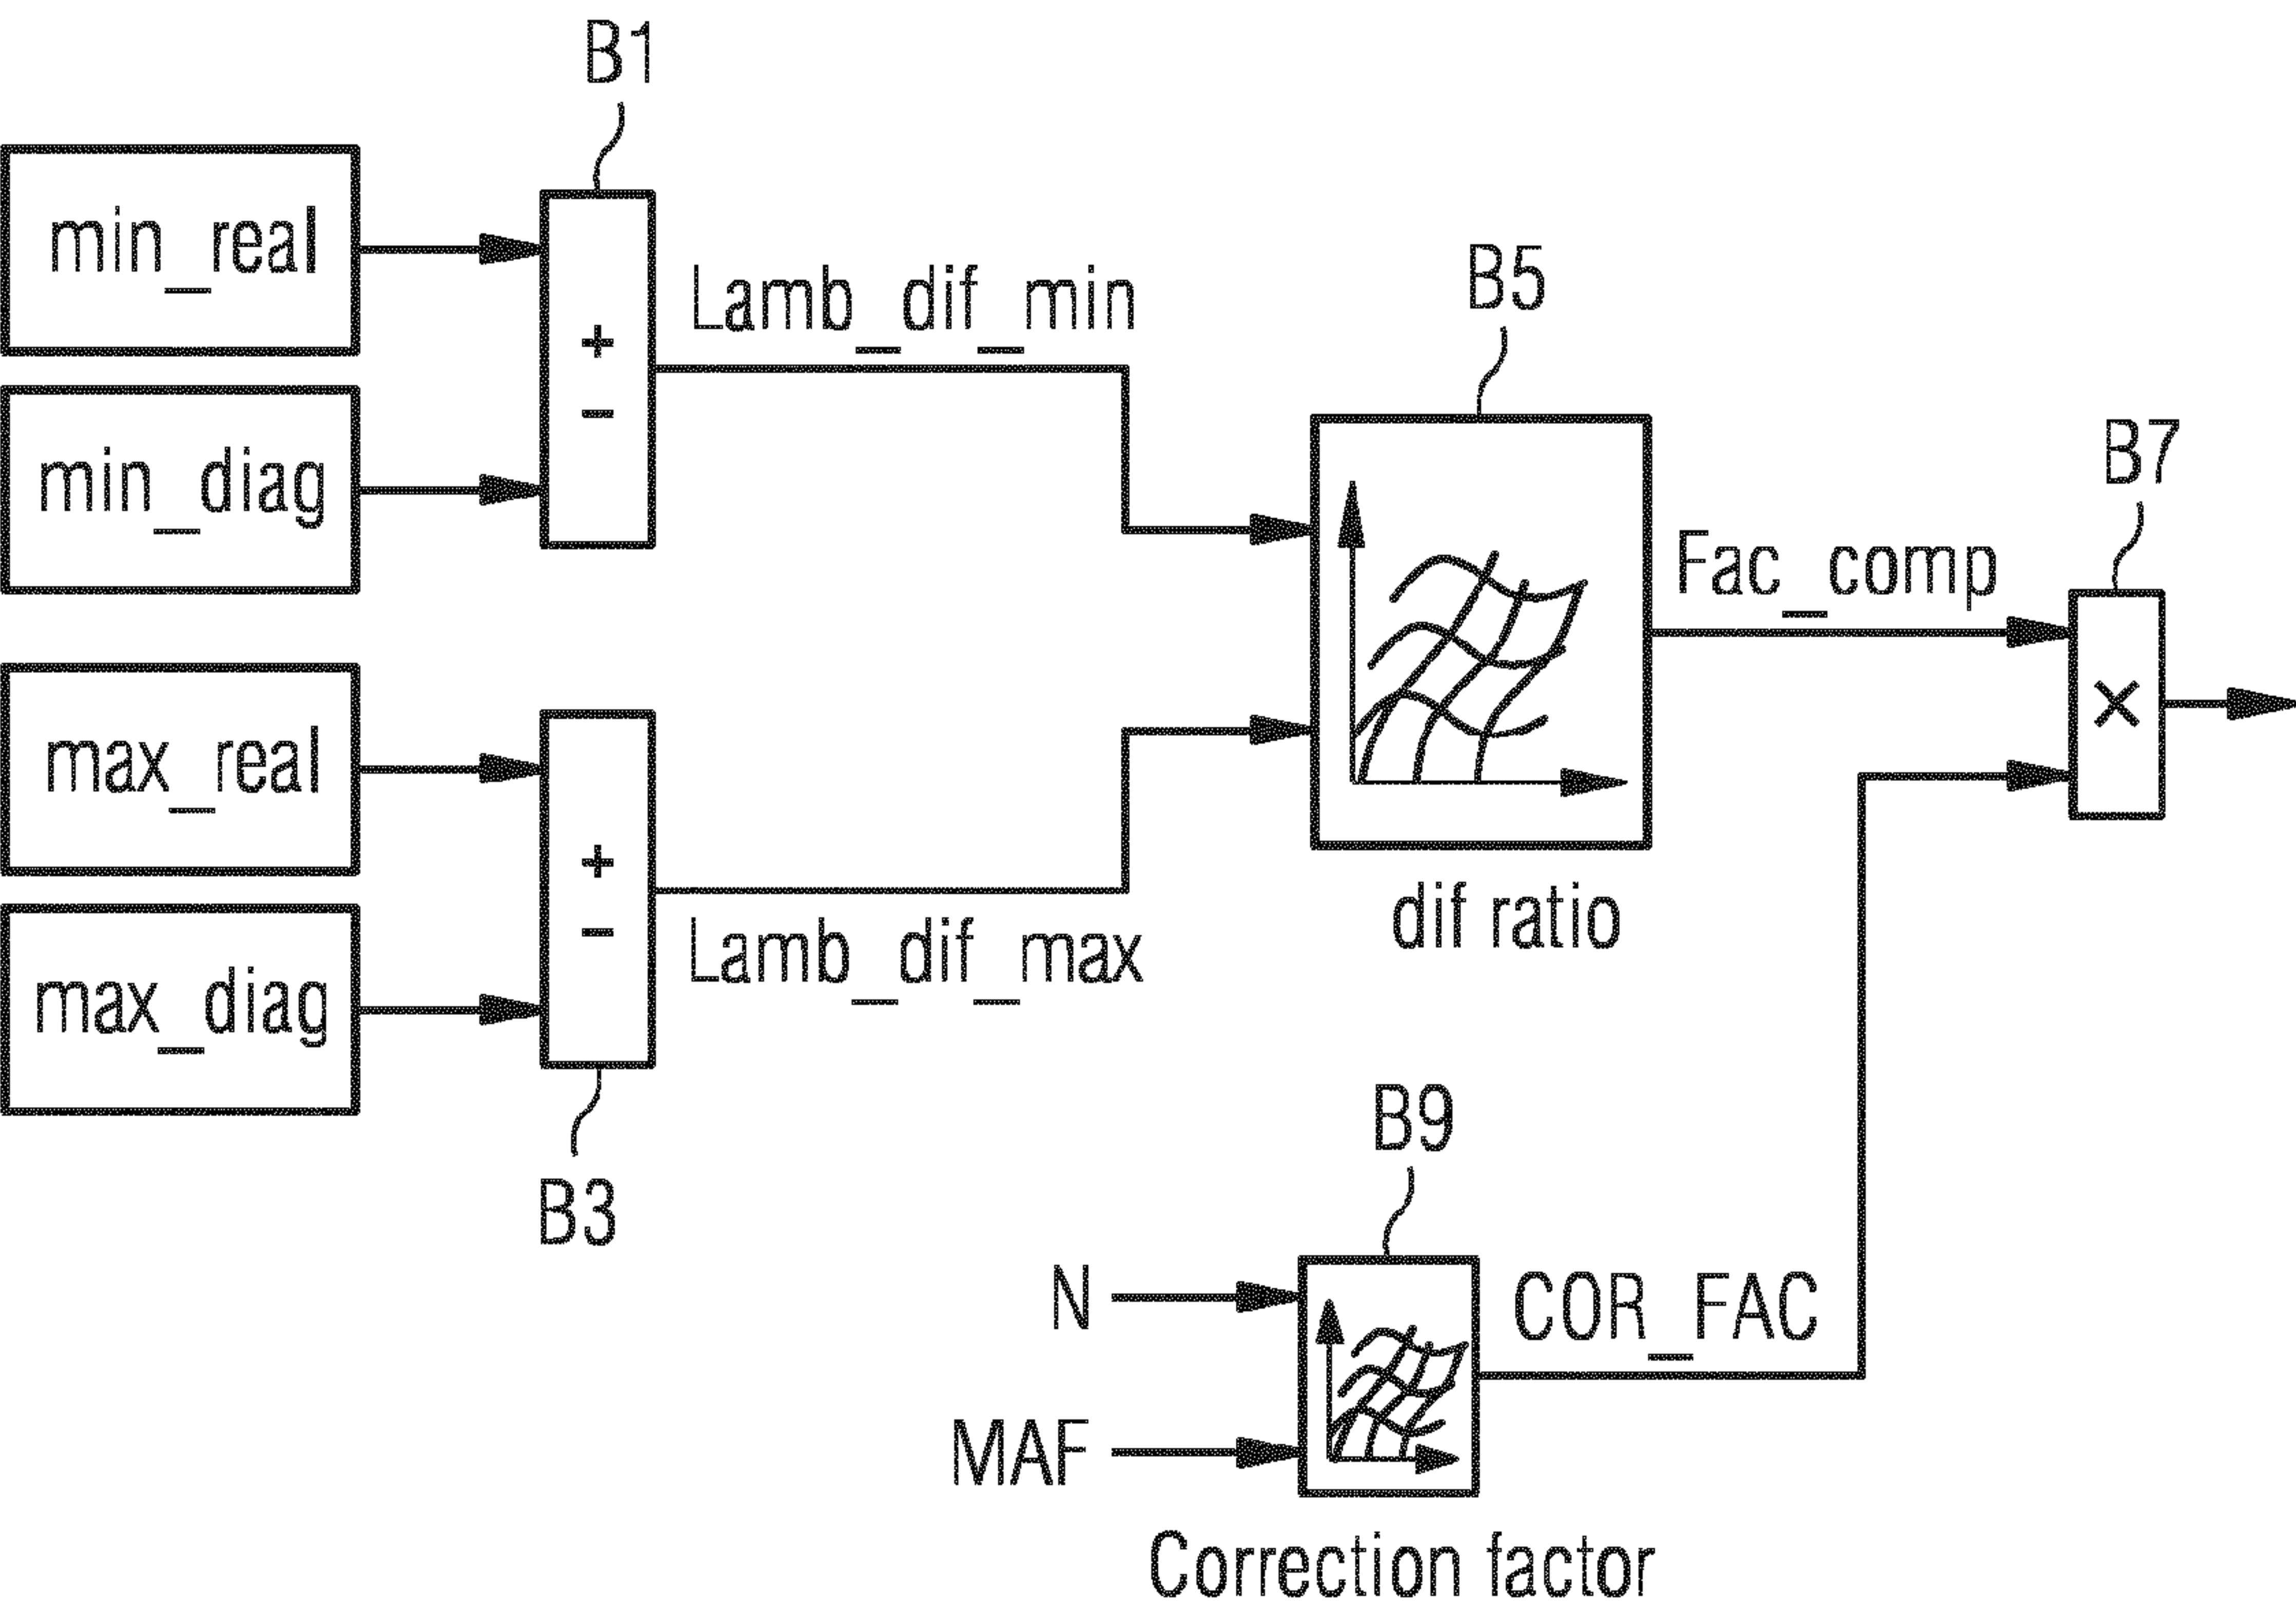 B1
min_real
min_diag
+
−
Lamb_dif_min
B5
B7
Fac_comp
×
max_real
max_diag
+
−
Lamb_dif_max
dif ratio
B3
B9
N
MAF
COR_FAC
Correction factor